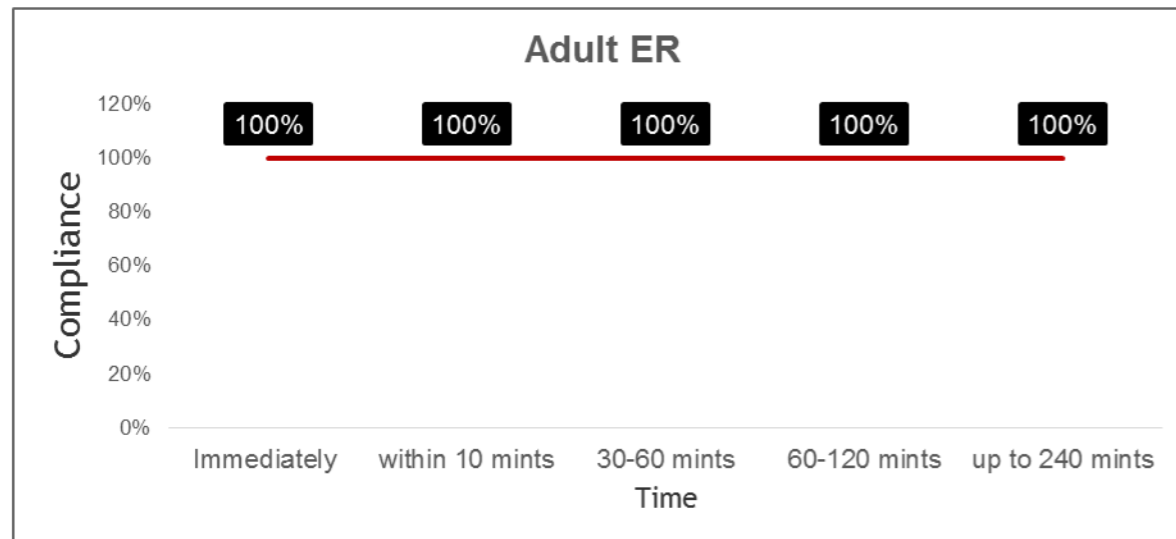 Adult ER
120%
100% 100% 100% 100% 100%
100%
80%
60%
40%
20%
0%
Compliance
Immediately within 10 mints 30-60 mints 60-120 mints up to 240 mints
Time